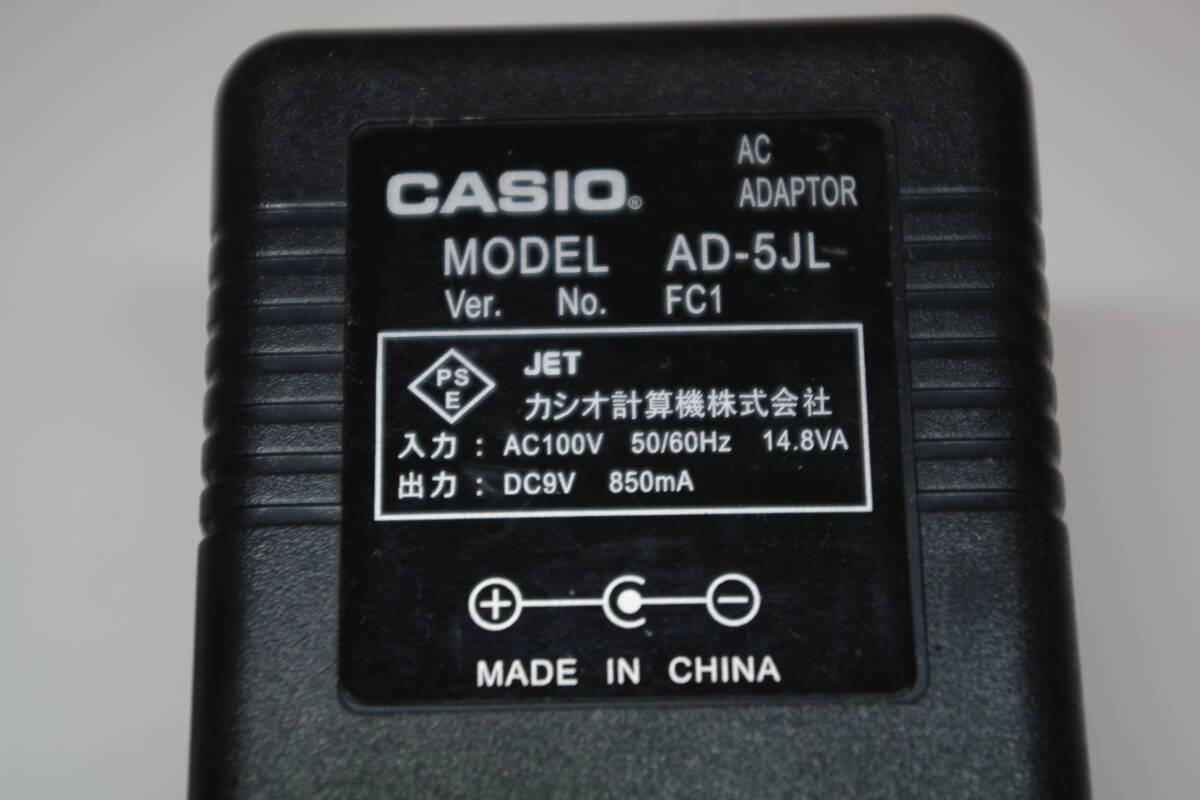 CASIO®
AC
ADAPTOR
MODEL AD-5JL
Ver. No. FC1
PS
E
JET
カシオ計算機株式会社
入力: AC100V 50/60Hz 14.8VA
出力: DC9V 850mA
MADE IN CHINA